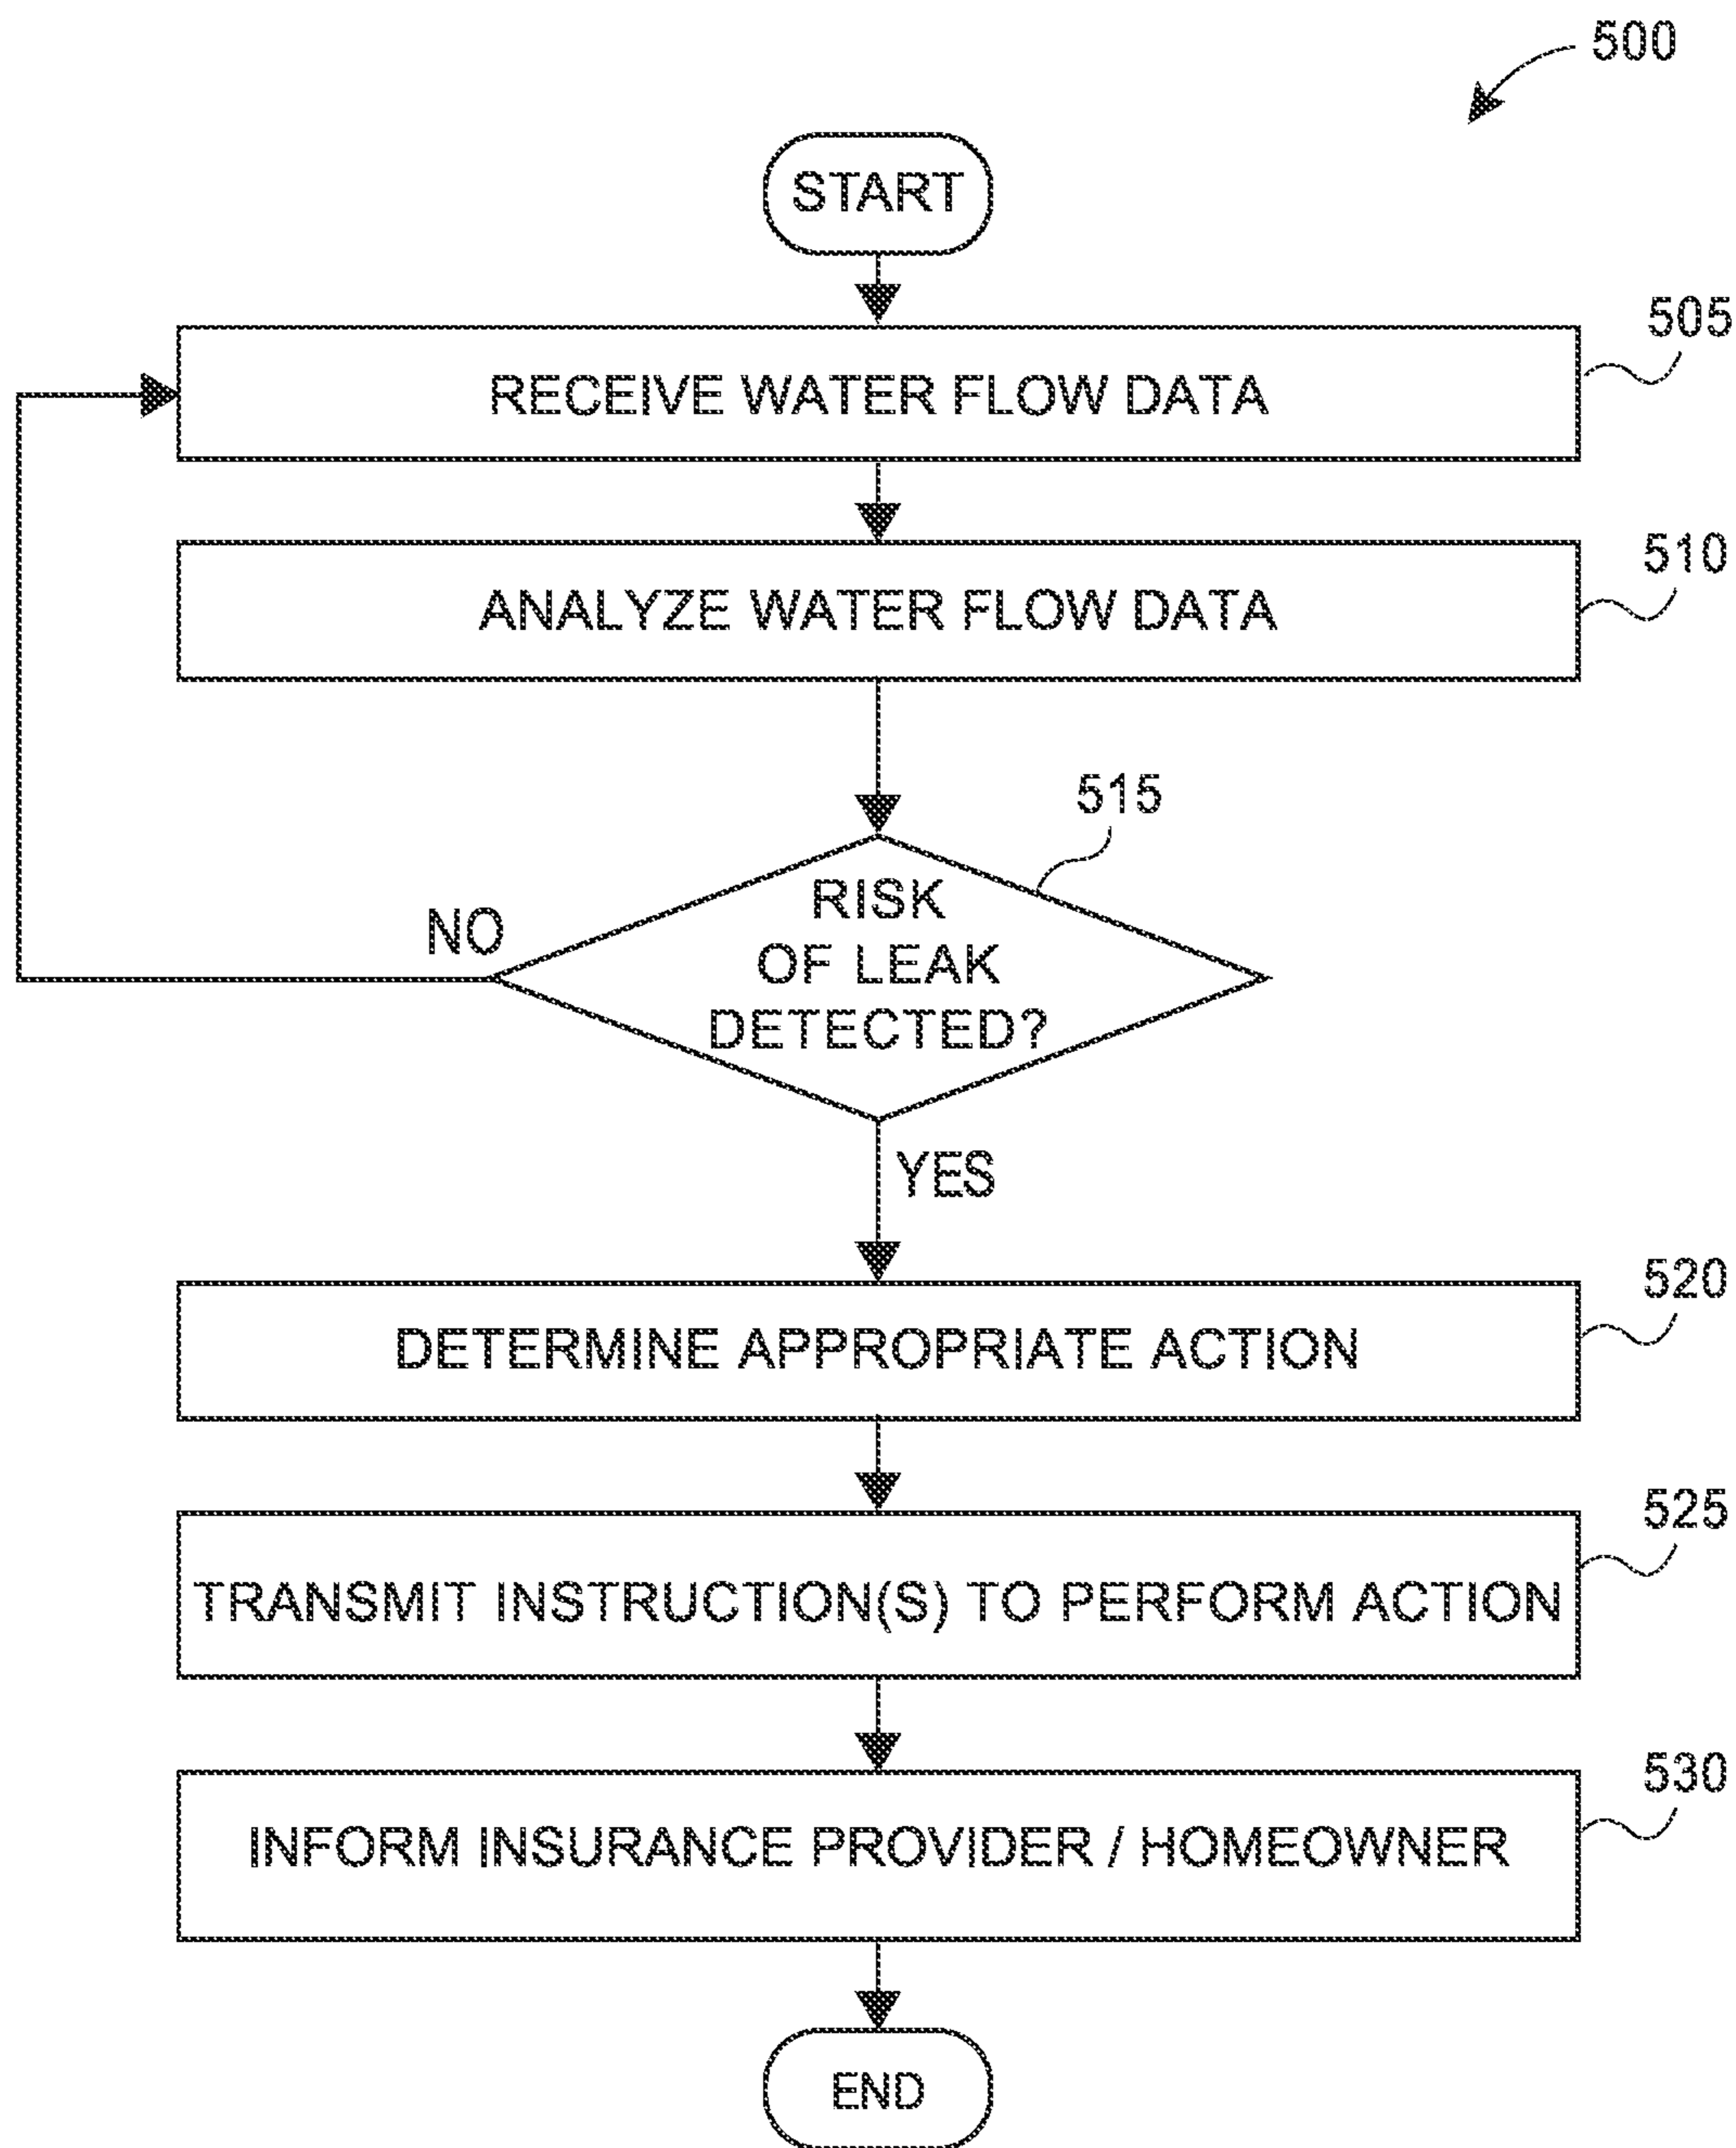 500
START
505
RECEIVE WATER FLOW DATA
510
ANALYZE WATER FLOW DATA
515
RISK
OF LEAK
DETECTED?
NO
YES
520
DETERMINE APPROPRIATE ACTION
525
TRANSMIT INSTRUCTION(S) TO PERFORM ACTION
530
INFORM INSURANCE PROVIDER / HOMEOWNER
END